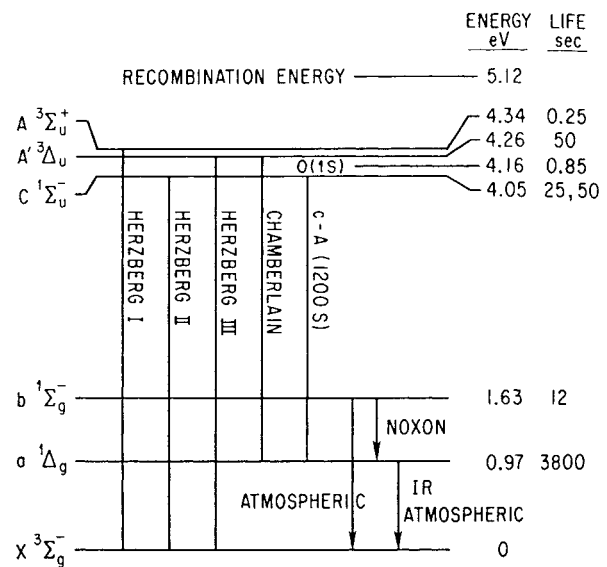 ENERGY LIFE
eV sec
RECOMBINATION ENERGY 5.12
A ³Σᵤ⁺ 4.34 0.25
A' ³Δᵤ 4.26 50
O(1S) 4.16 0.85
C ¹Σᵤ⁻ 4.05 25,50
HERZBERG I
HERZBERG II
HERZBERG III
CHAMBERLAIN
c-A (1200 S)
b ¹Σg⁻ 1.63 12
NOXON
a ¹Δg 0.97 3800
ATMOSPHERIC
IR
ATMOSPHERIC
X ³Σg⁻ 0